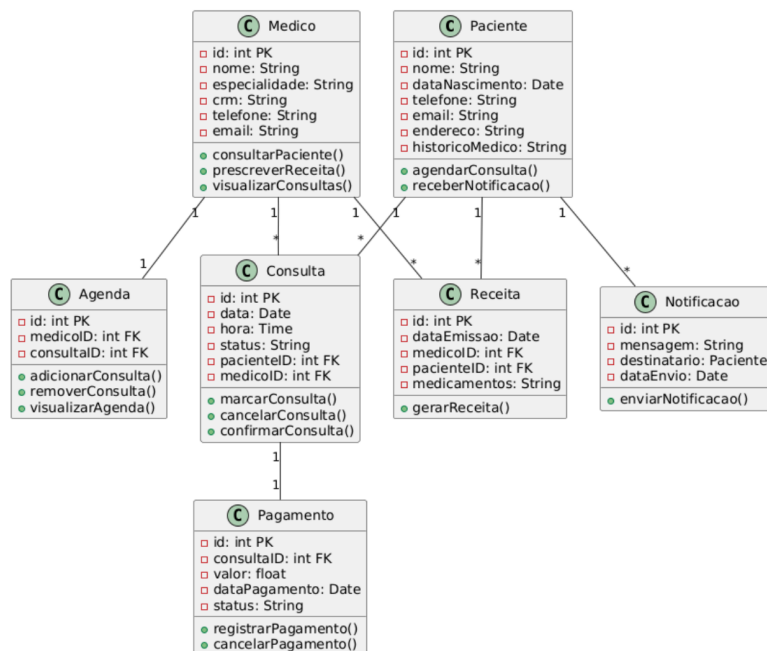 C Medico
id: int PK
nome: String
especialidade: String
crm: String
telefone: String
email: String
consultarPaciente()
prescreverReceita()
visualizarConsultas()
C Paciente
id: int PK
nome: String
dataNascimento: Date
telefone: String
email: String
endereco: String
historicoMedico: String
agendarConsulta()
receberNotificacao()
1 1 1 1 1 1
1 * * * * *
C Agenda
id: int PK
medicoID: int FK
consultaID: int FK
adicionarConsulta()
removerConsulta()
visualizarAgenda()
C Consulta
id: int PK
data: Date
hora: Time
status: String
pacienteID: int FK
medicoID: int FK
marcarConsulta()
cancelarConsulta()
confirmarConsulta()
C Receita
id: int PK
dataEmissao: Date
medicoID: int FK
pacienteID: int FK
medicamentos: String
gerarReceita()
C Notificacao
id: int PK
mensagem: String
destinatario: Paciente
dataEnvio: Date
enviarNotificacao()
1
1
C Pagamento
id: int PK
consultaID: int FK
valor: float
dataPagamento: Date
status: String
registrarPagamento()
cancelarPagamento()